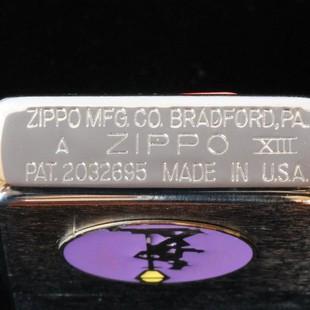 ZIPPO MFG. CO. BRADFORD, PA.
A ZIPPO XIII
PAT. 2032695 MADE IN U.S.A.